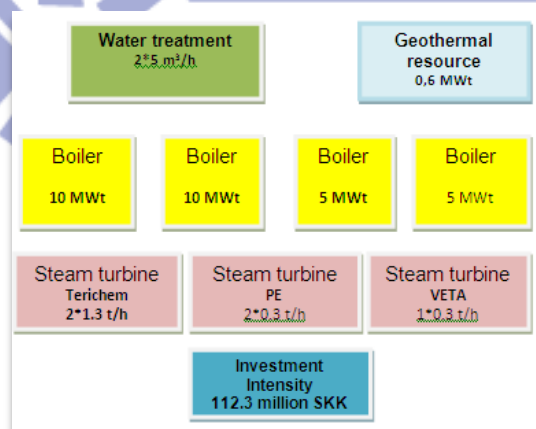 Water treatment
2*5 m³/h
Geothermal
resource
0,6 MWt
Boiler
10 MWt
Boiler
10 MWt
Boiler
5 MWt
Boiler
5 MWt
Steam turbine
Terichem
2*1.3 t/h
Steam turbine
PE
2*0.3 t/h
Steam turbine
VETA
1*0.3 t/h
Investment
Intensity
112.3 million SKK